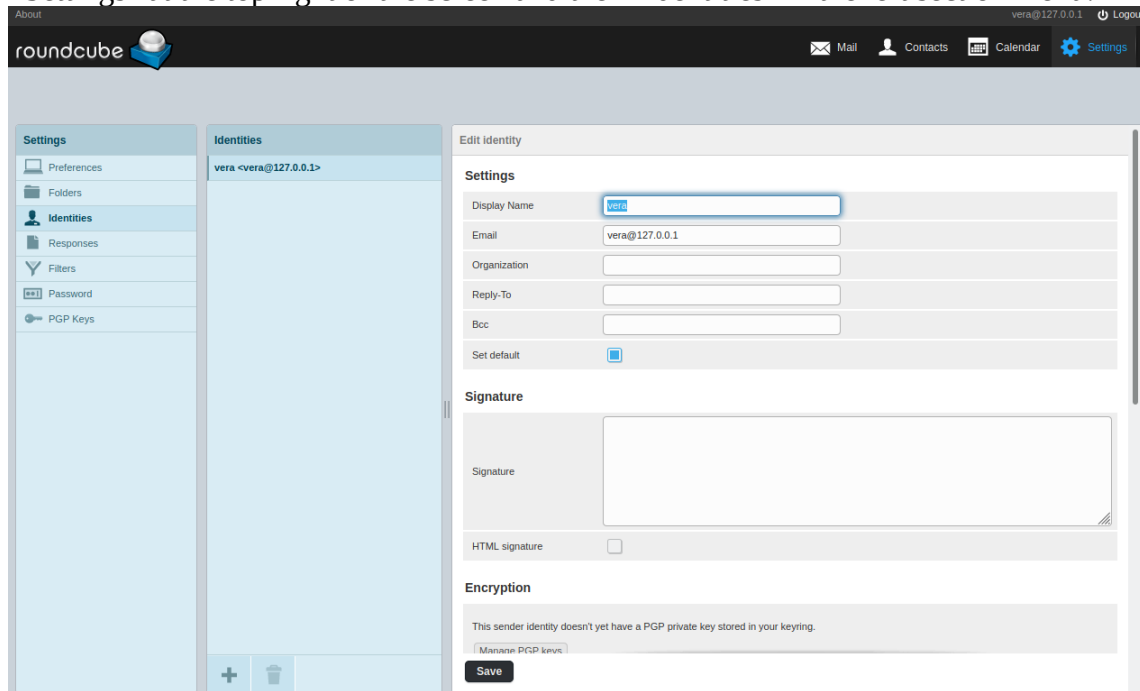 About vera@127.0.0.1 Logou
roundcube Mail Contacts Calendar Settings
Settings
Preferences
Folders
Identities
Responses
Filters
Password
PGP Keys
Identities
vera <vera@127.0.0.1>
Edit identity
Settings
Display Name vera
Email vera@127.0.0.1
Organization
Reply-To
Bcc
Set default
Signature
Signature
HTML signature
Encryption
This sender identity doesn't yet have a PGP private key stored in your keyring.
Manage PGP keys
Save